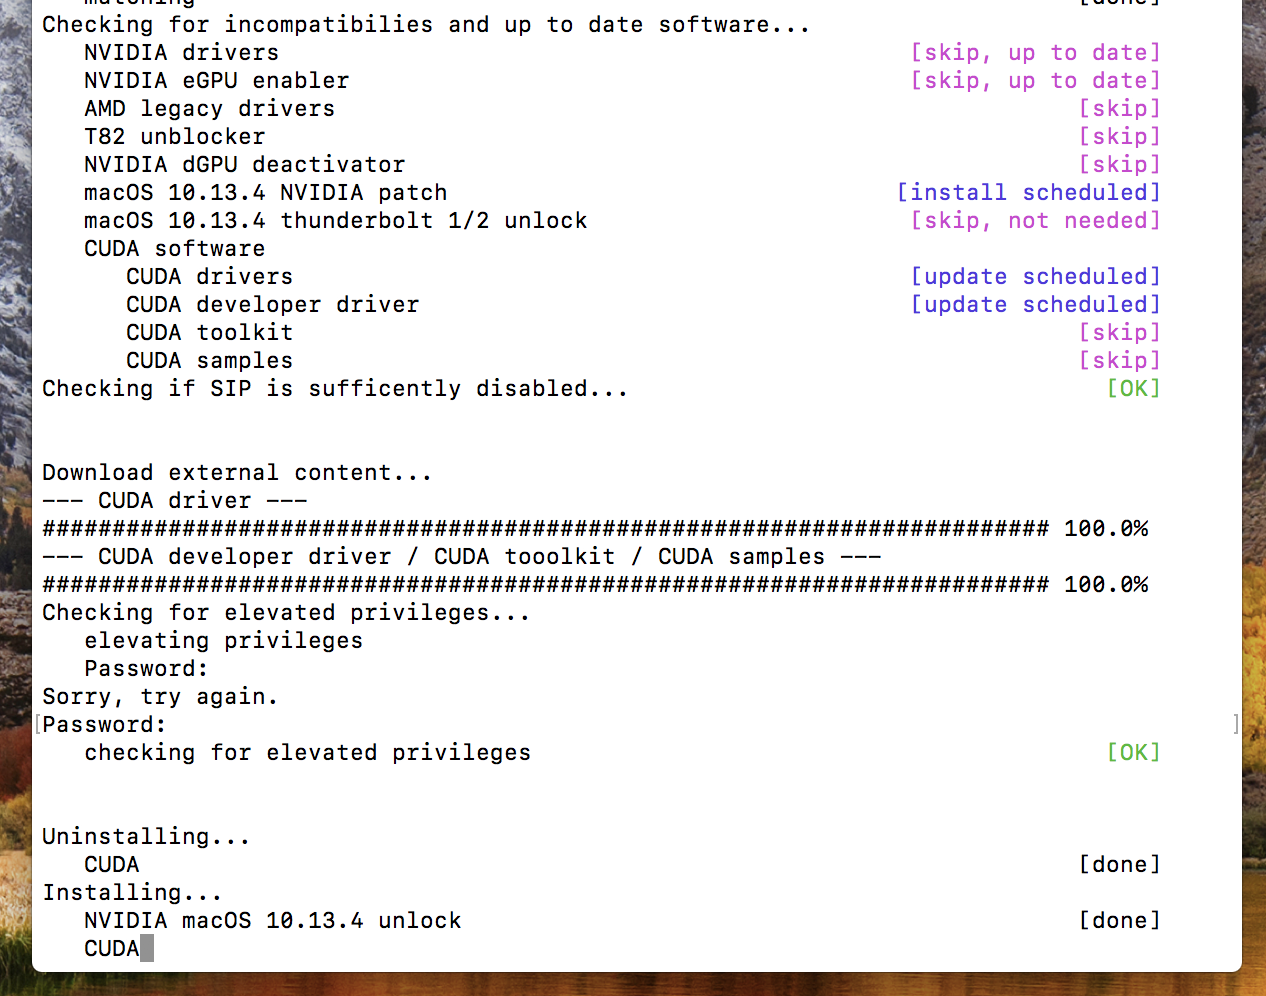 matching [done]
Checking for incompatibilies and up to date software...
NVIDIA drivers [skip, up to date]
NVIDIA eGPU enabler [skip, up to date]
AMD legacy drivers [skip]
T82 unblocker [skip]
NVIDIA dGPU deactivator [skip]
macOS 10.13.4 NVIDIA patch [install scheduled]
macOS 10.13.4 thunderbolt 1/2 unlock [skip, not needed]
CUDA software
CUDA drivers [update scheduled]
CUDA developer driver [update scheduled]
CUDA toolkit [skip]
CUDA samples [skip]
Checking if SIP is sufficently disabled... [OK]
Download external content...
--- CUDA driver ---
######################################################################## 100.0%
--- CUDA developer driver / CUDA tooolkit / CUDA samples ---
######################################################################## 100.0%
Checking for elevated privileges...
elevating privileges
Password:
Sorry, try again.
[Password: ]
checking for elevated privileges [OK]
Uninstalling...
CUDA [done]
Installing...
NVIDIA macOS 10.13.4 unlock [done]
CUDA